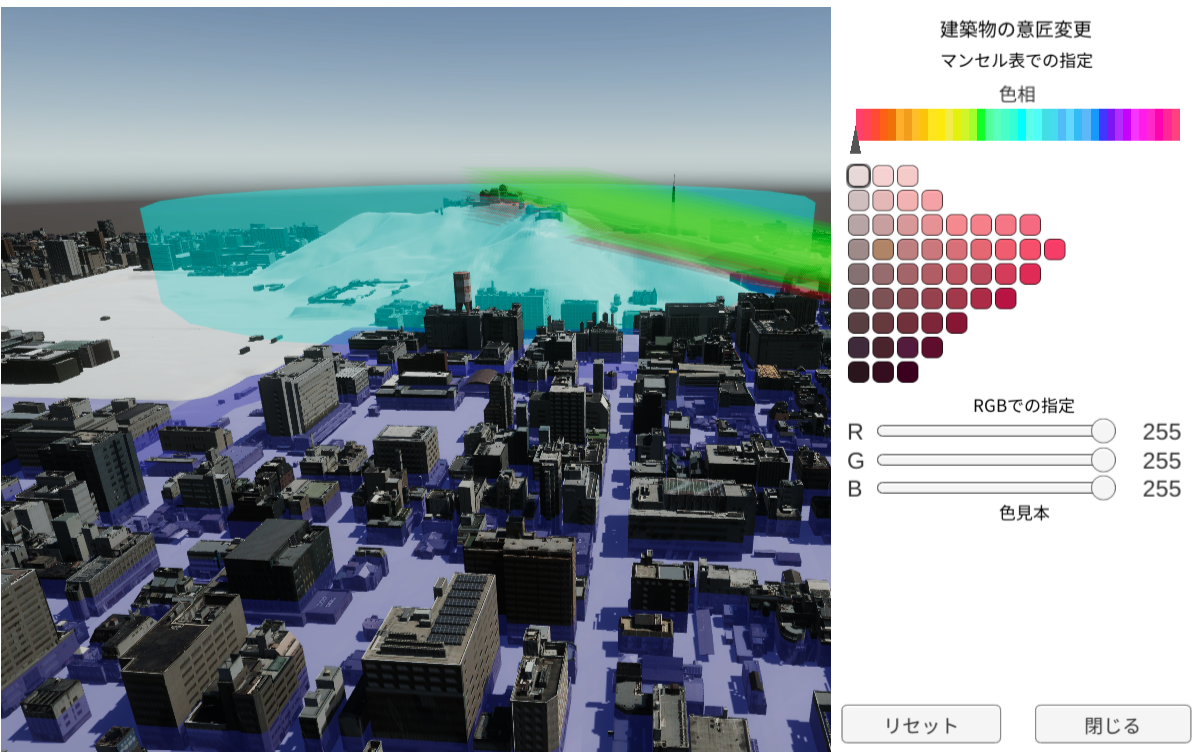 建築物の意匠変更
マンセル表での指定
色相
RGBでの指定
R 255
G 255
B 255
色見本
リセット 閉じる